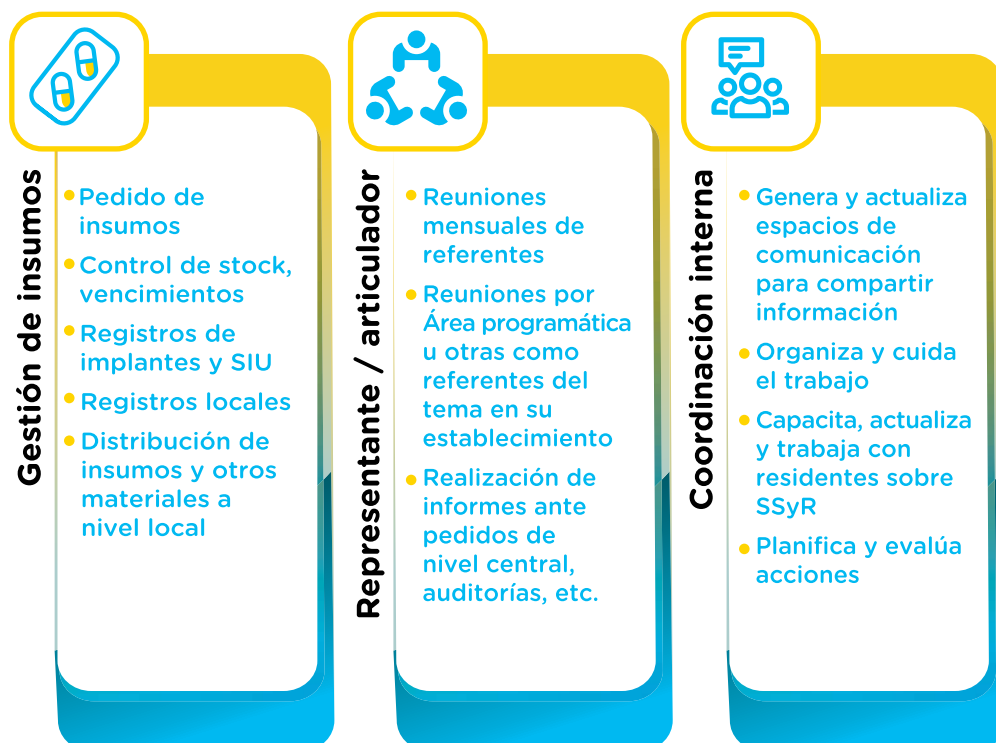 Gestión de insumos
Pedido de
insumos
Control de stock,
vencimientos
Registros de
implantes y SIU
Registros locales
Distribución de
insumos y otros
materiales a
nivel local
Representante / articulador
Reuniones
mensuales de
referentes
Reuniones por
Área programática
u otras como
referentes del
tema en su
establecimiento
Realización de
informes ante
pedidos de
nivel central,
auditorías, etc.
Coordinación interna
Genera y actualiza
espacios de
comunicación
para compartir
información
Organiza y cuida
el trabajo
Capacita, actualiza
y trabaja con
residentes sobre
SSyR
Planifica y evalúa
acciones